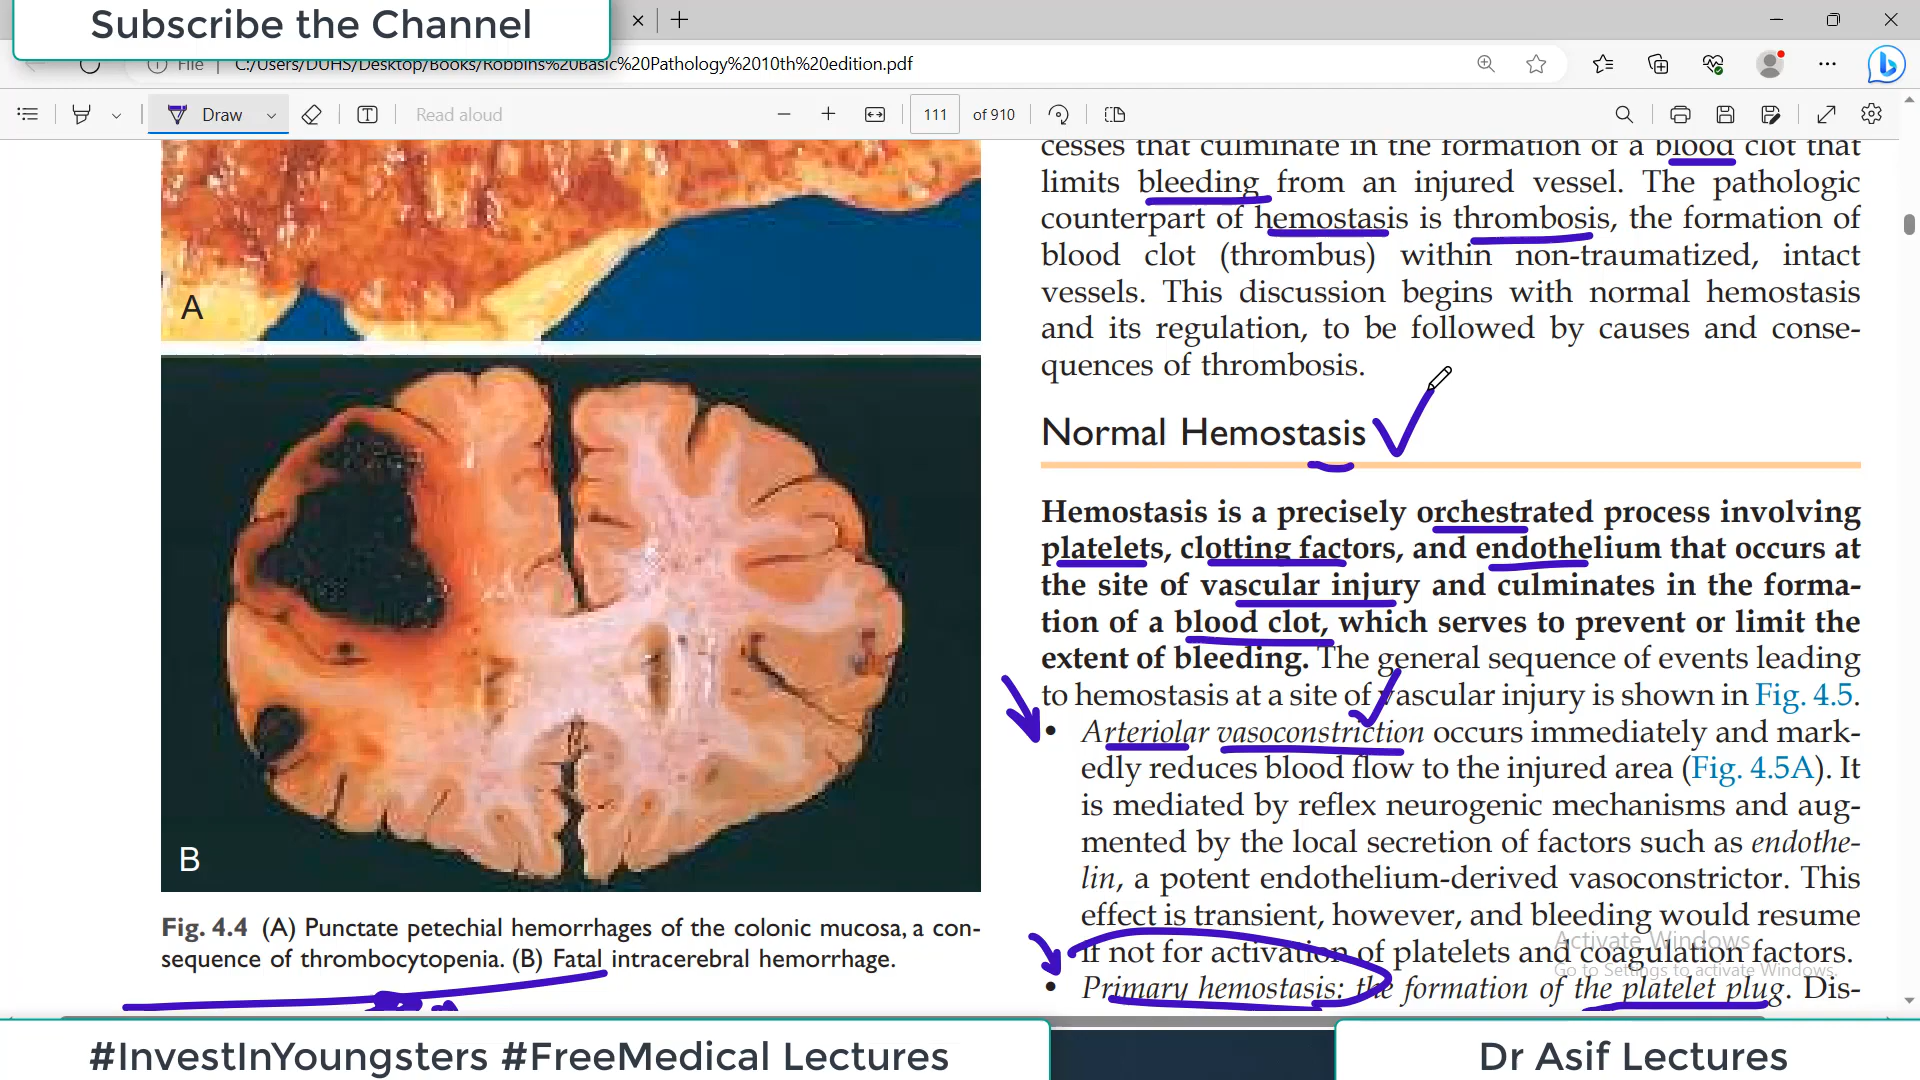 Subscribe the Channel
File
C:/Users/DUHS/Desktop/Books/Robbins%20Basic%20Pathology%2010th%20edition.pdf
Draw
Read aloud
111
of 910
cesses that culminate in the formation of a blood clot that
limits bleeding from an injured vessel. The pathologic
counterpart of hemostasis is thrombosis, the formation of
blood clot (thrombus) within non-traumatized, intact
vessels. This discussion begins with normal hemostasis
and its regulation, to be followed by causes and conse-
quences of thrombosis.
Normal Hemostasis
Hemostasis is a precisely orchestrated process involving
platelets, clotting factors, and endothelium that occurs at
the site of vascular injury and culminates in the forma-
tion of a blood clot, which serves to prevent or limit the
extent of bleeding. The general sequence of events leading
to hemostasis at a site of vascular injury is shown in Fig. 4.5.
• Arteriolar vasoconstriction occurs immediately and mark-
edly reduces blood flow to the injured area (Fig. 4.5A). It
is mediated by reflex neurogenic mechanisms and aug-
mented by the local secretion of factors such as endothe-
lin, a potent endothelium-derived vasoconstrictor. This
effect is transient, however, and bleeding would resume
if not for activation of platelets and coagulation factors.
• Primary hemostasis: the formation of the platelet plug. Dis-
A
B
Fig. 4.4 (A) Punctate petechial hemorrhages of the colonic mucosa, a con-
sequence of thrombocytopenia. (B) Fatal intracerebral hemorrhage.
Activate Windows
Go to Settings to activate Windows.
#InvestInYoungsters #FreeMedical Lectures
Dr Asif Lectures